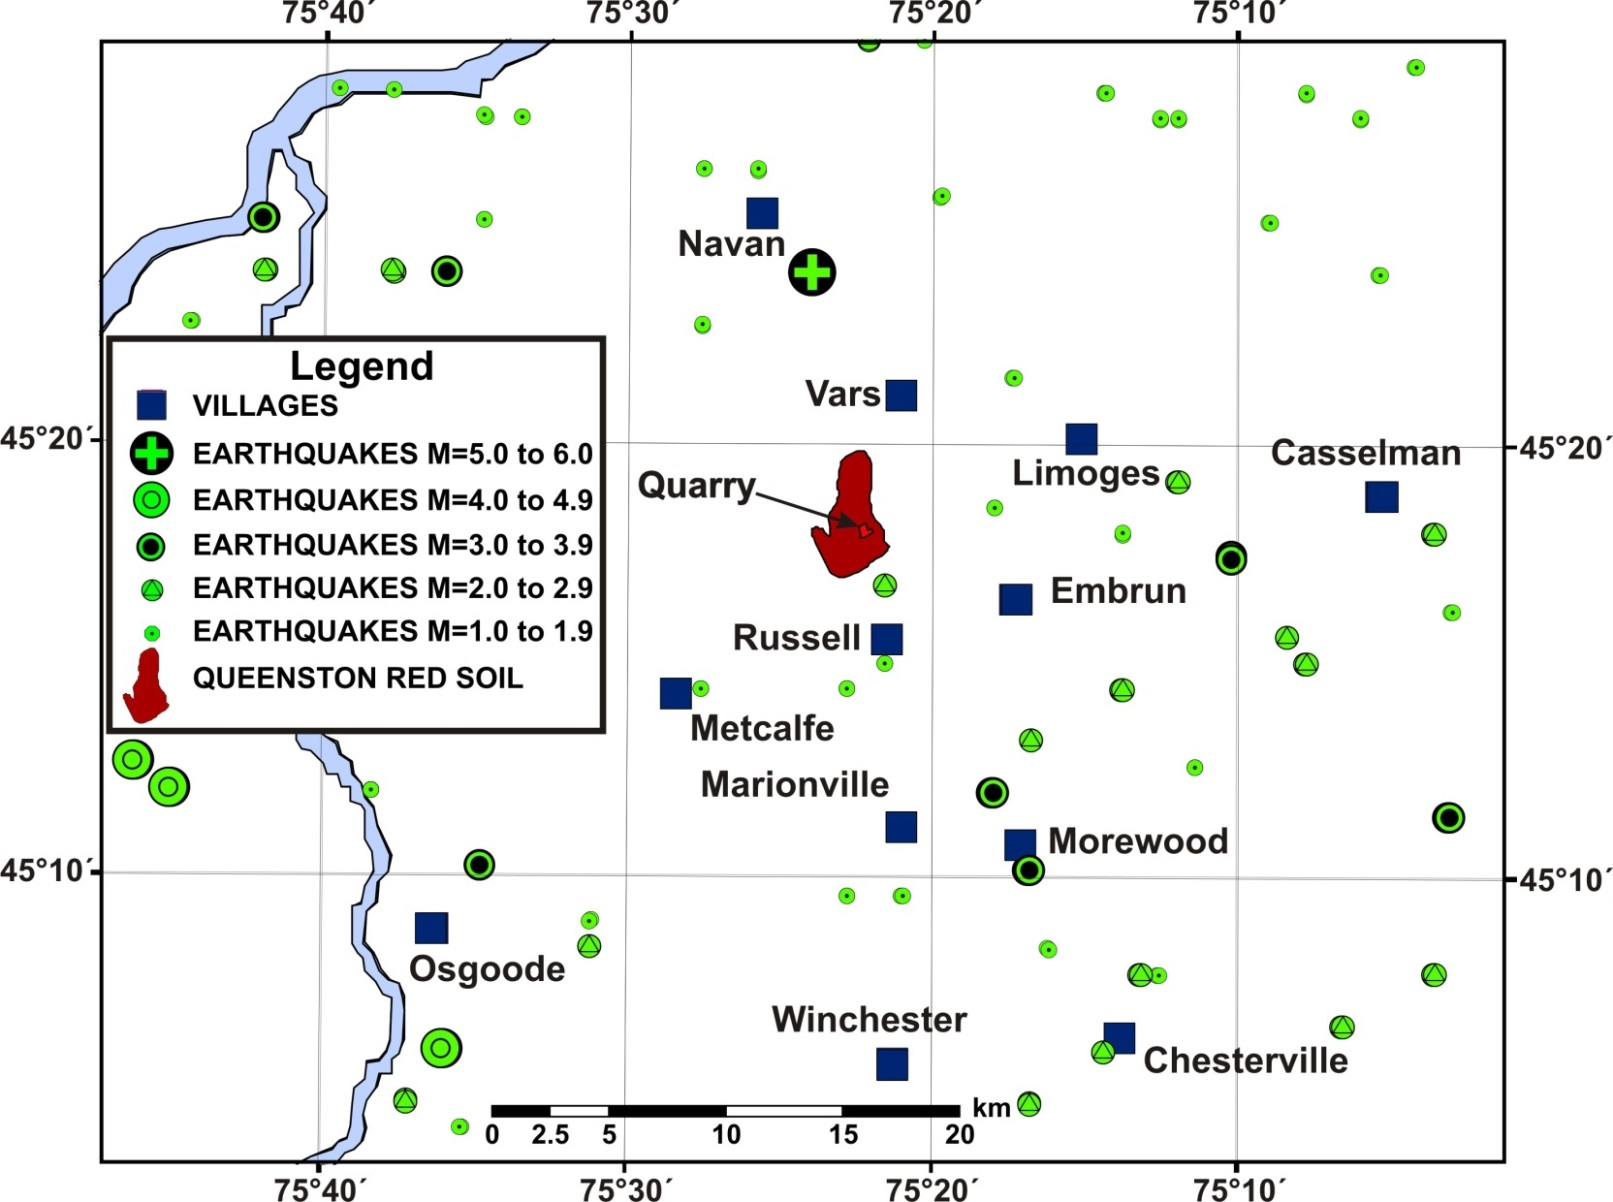 75°40´ 75°30´ 75°20´ 75°10´
Navan
Legend
VILLAGES
EARTHQUAKES M=5.0 to 6.0
EARTHQUAKES M=4.0 to 4.9
EARTHQUAKES M=3.0 to 3.9
EARTHQUAKES M=2.0 to 2.9
EARTHQUAKES M=1.0 to 1.9
QUEENSTON RED SOIL
Vars
45°20´
45°20´
Casselman
Limoges
Quarry
Embrun
Russell
Metcalfe
Marionville
Morewood
45°10´
45°10´
Osgoode
Winchester
Chesterville
km
0 2.5 5 10 15 20
75°40´ 75°30´ 75°20´ 75°10´